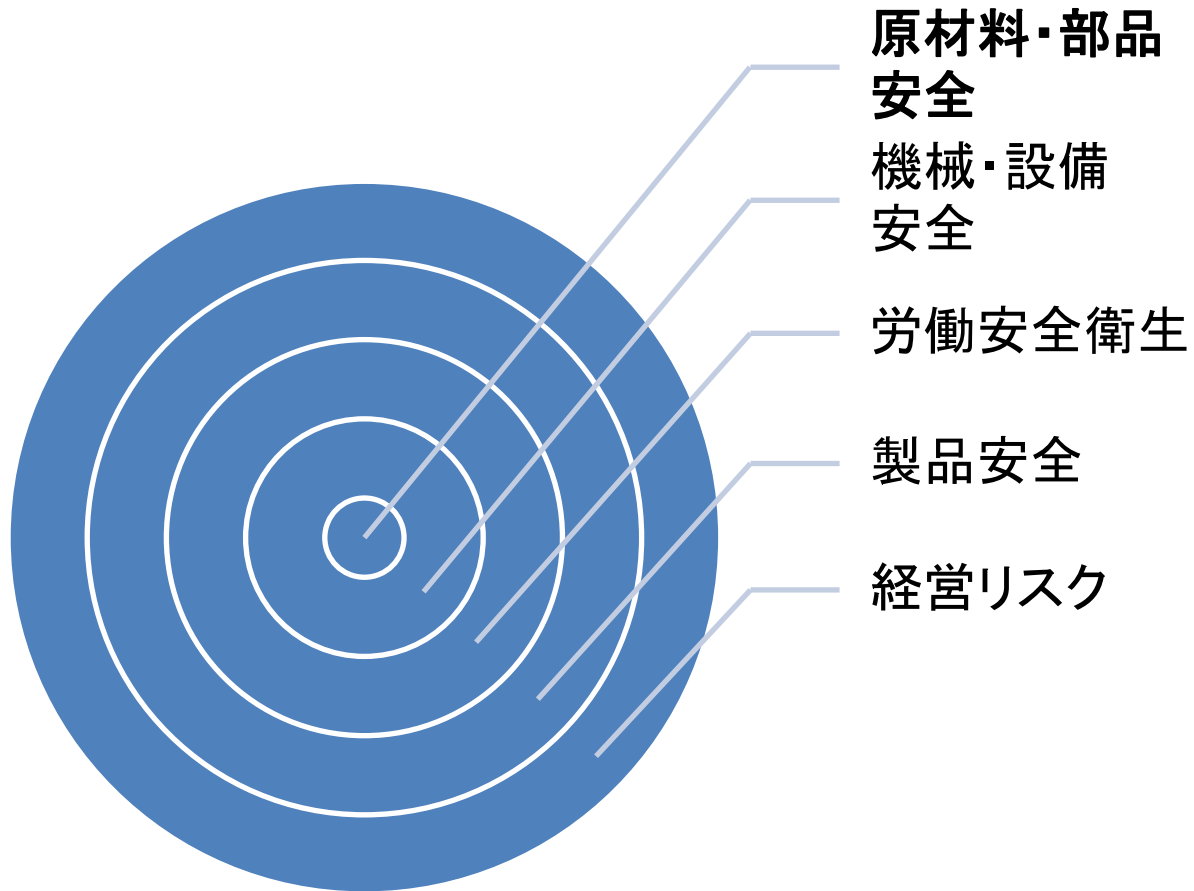 原材料・部品
安全
機械・設備
安全
労働安全衛生
製品安全
経営リスク